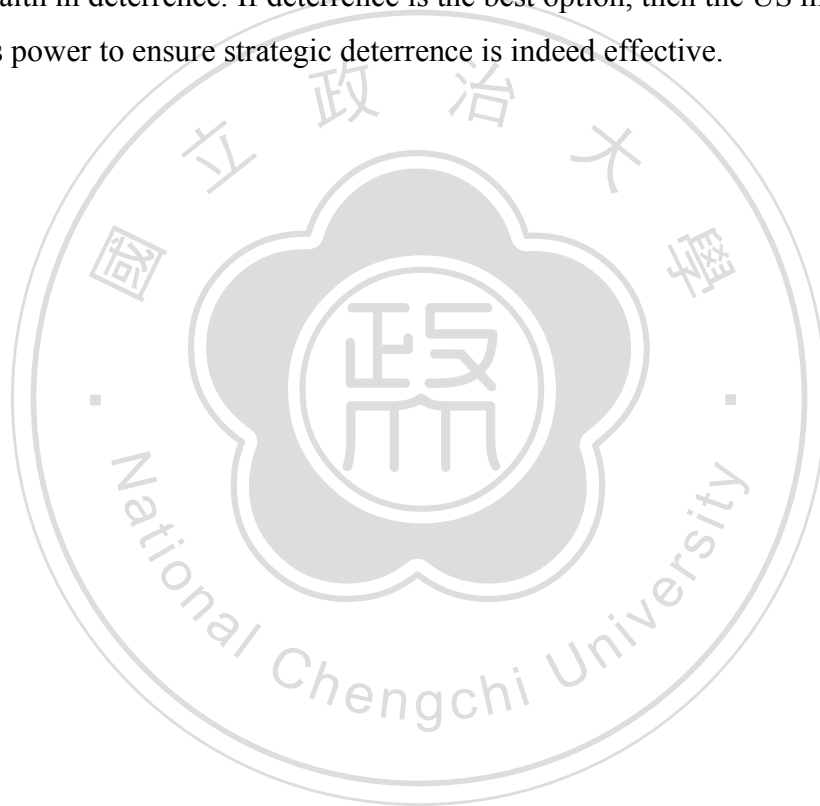 in deterrence. If deterrence is the best option, then the US
s power to ensure strategic deterrence is indeed effective.
國立政治大學
政
National Chengchi University